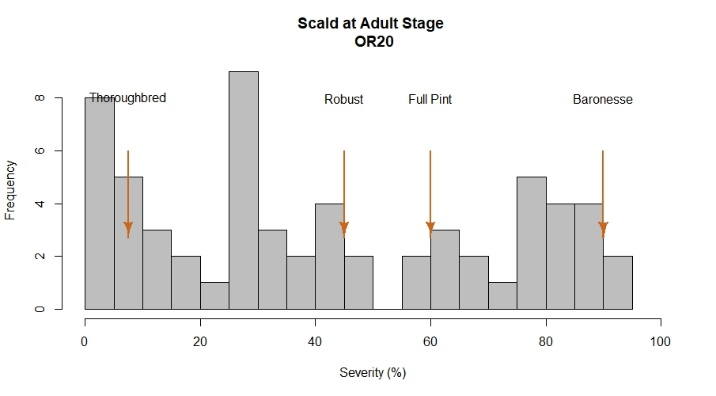 Scald at Adult Stage
OR20
Thoroughbred
Robust
Full Pint
Baronesse
Frequency
8
6
4
2
0
0
20
40
60
80
100
Severity (%)